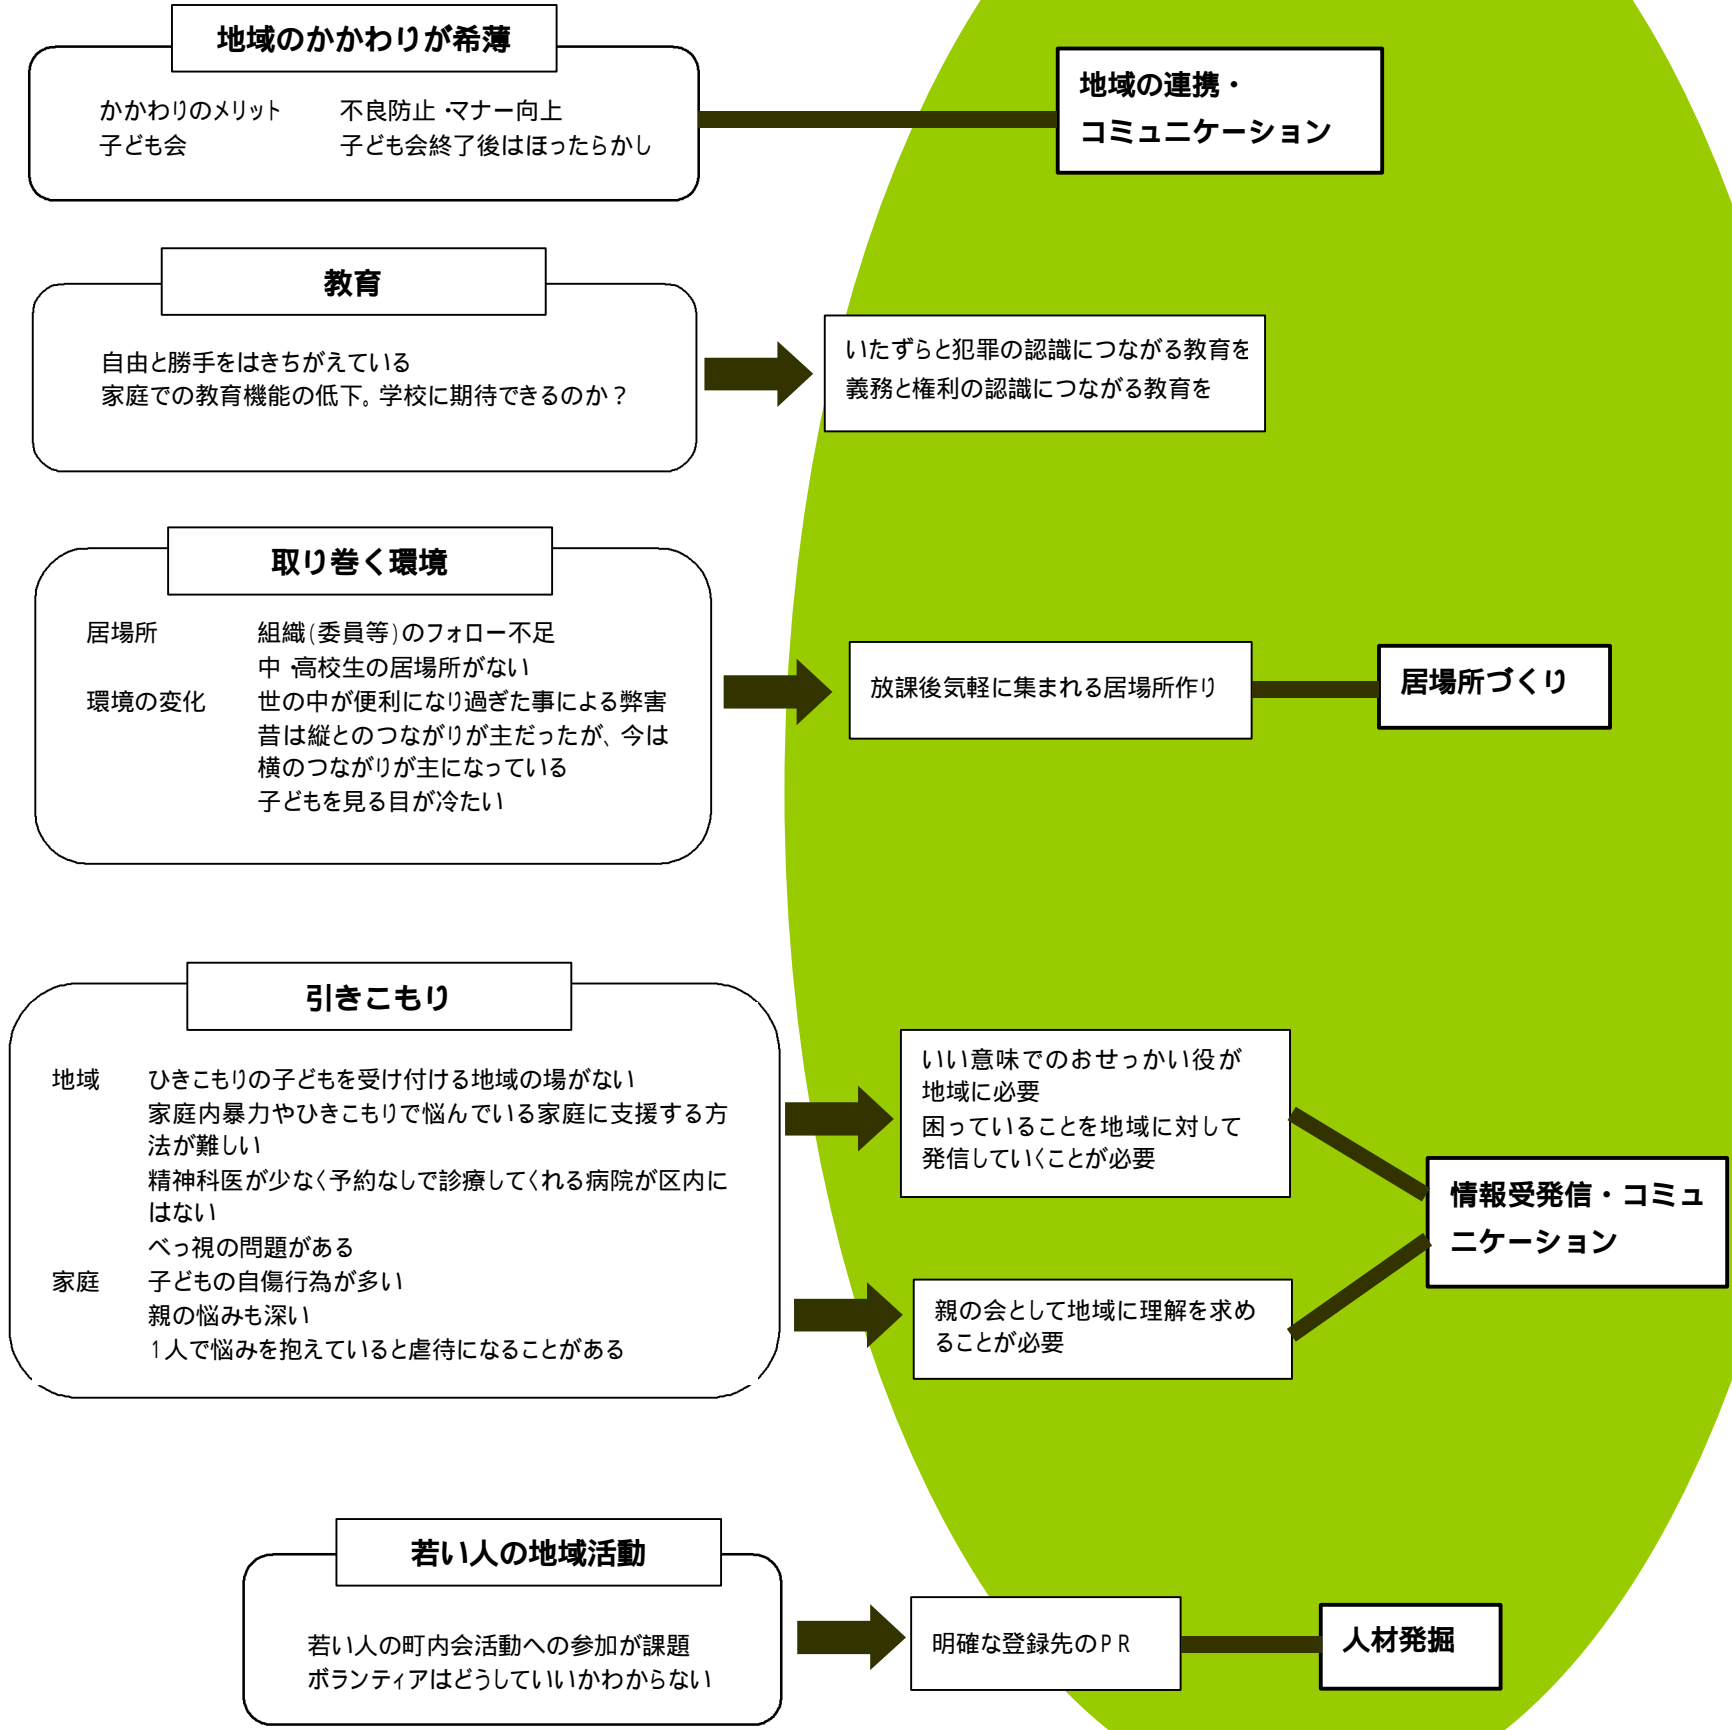 地域のかかわりが希薄
かかわりのメリット　不良防止・マナー向上
子ども会　子ども会終了後はほったらかし
地域の連携・
コミュニケーション
教育
自由と勝手をはきちがえている
家庭での教育機能の低下。学校に期待できるのか？
いたずらと犯罪の認識につながる教育を
義務と権利の認識につながる教育を
取り巻く環境
居場所　組織(委員等)のフォロー不足
中・高校生の居場所がない
環境の変化　世の中が便利になり過ぎた事による弊害
昔は縦とのつながりが主だったが、今は
横のつながりが主になっている
子どもを見る目が冷たい
放課後気軽に集まれる居場所作り
居場所づくり
引きこもり
地域　ひきこもりの子どもを受け付ける地域の場がない
家庭内暴力やひきこもりで悩んでいる家庭に支援する方
法が難しい
精神科医が少なく予約なしで診療してくれる病院が区内に
はない
べっ視の問題がある
家庭　子どもの自傷行為が多い
親の悩みも深い
1人で悩みを抱えていると虐待になることがある
いい意味でのおせっかい役が
地域に必要
困っていることを地域に対して
発信していくことが必要
親の会として地域に理解を求め
ることが必要
情報受発信・コミュ
ニケーション
若い人の地域活動
若い人の町内会活動への参加が課題
ボランティアはどうしていいかわからない
明確な登録先のPR
人材発掘